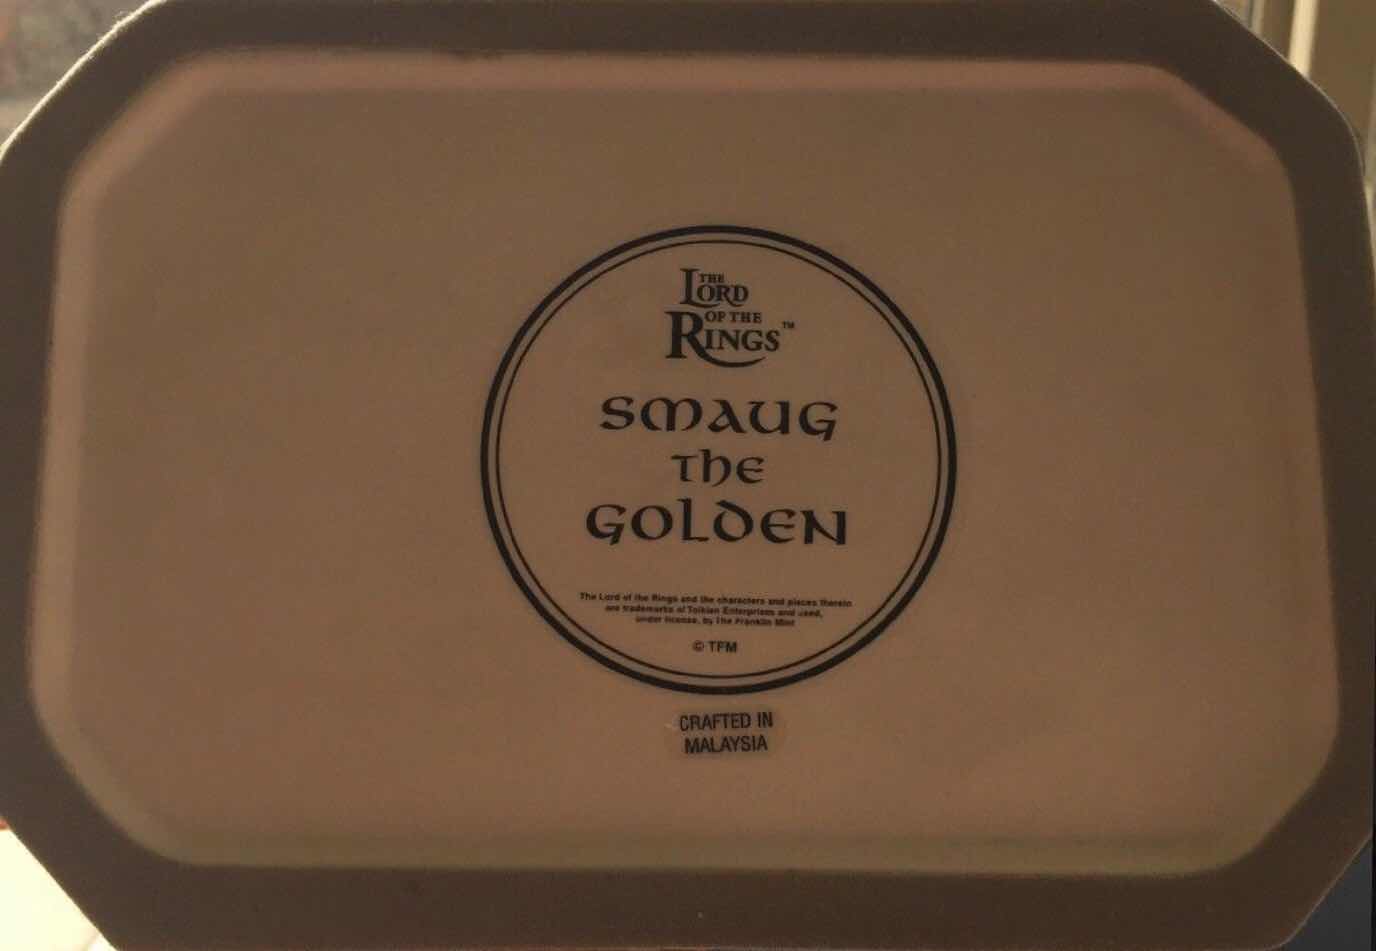 THE
LORD
OF THE
RINGS™
SMAUG
THE
GOLDEN
The Lord of the Rings and the characters and places therein
are trademarks of Tolkien Enterprises and used,
under license, by The Franklin Mint
© TFM
CRAFTED IN
MALAYSIA